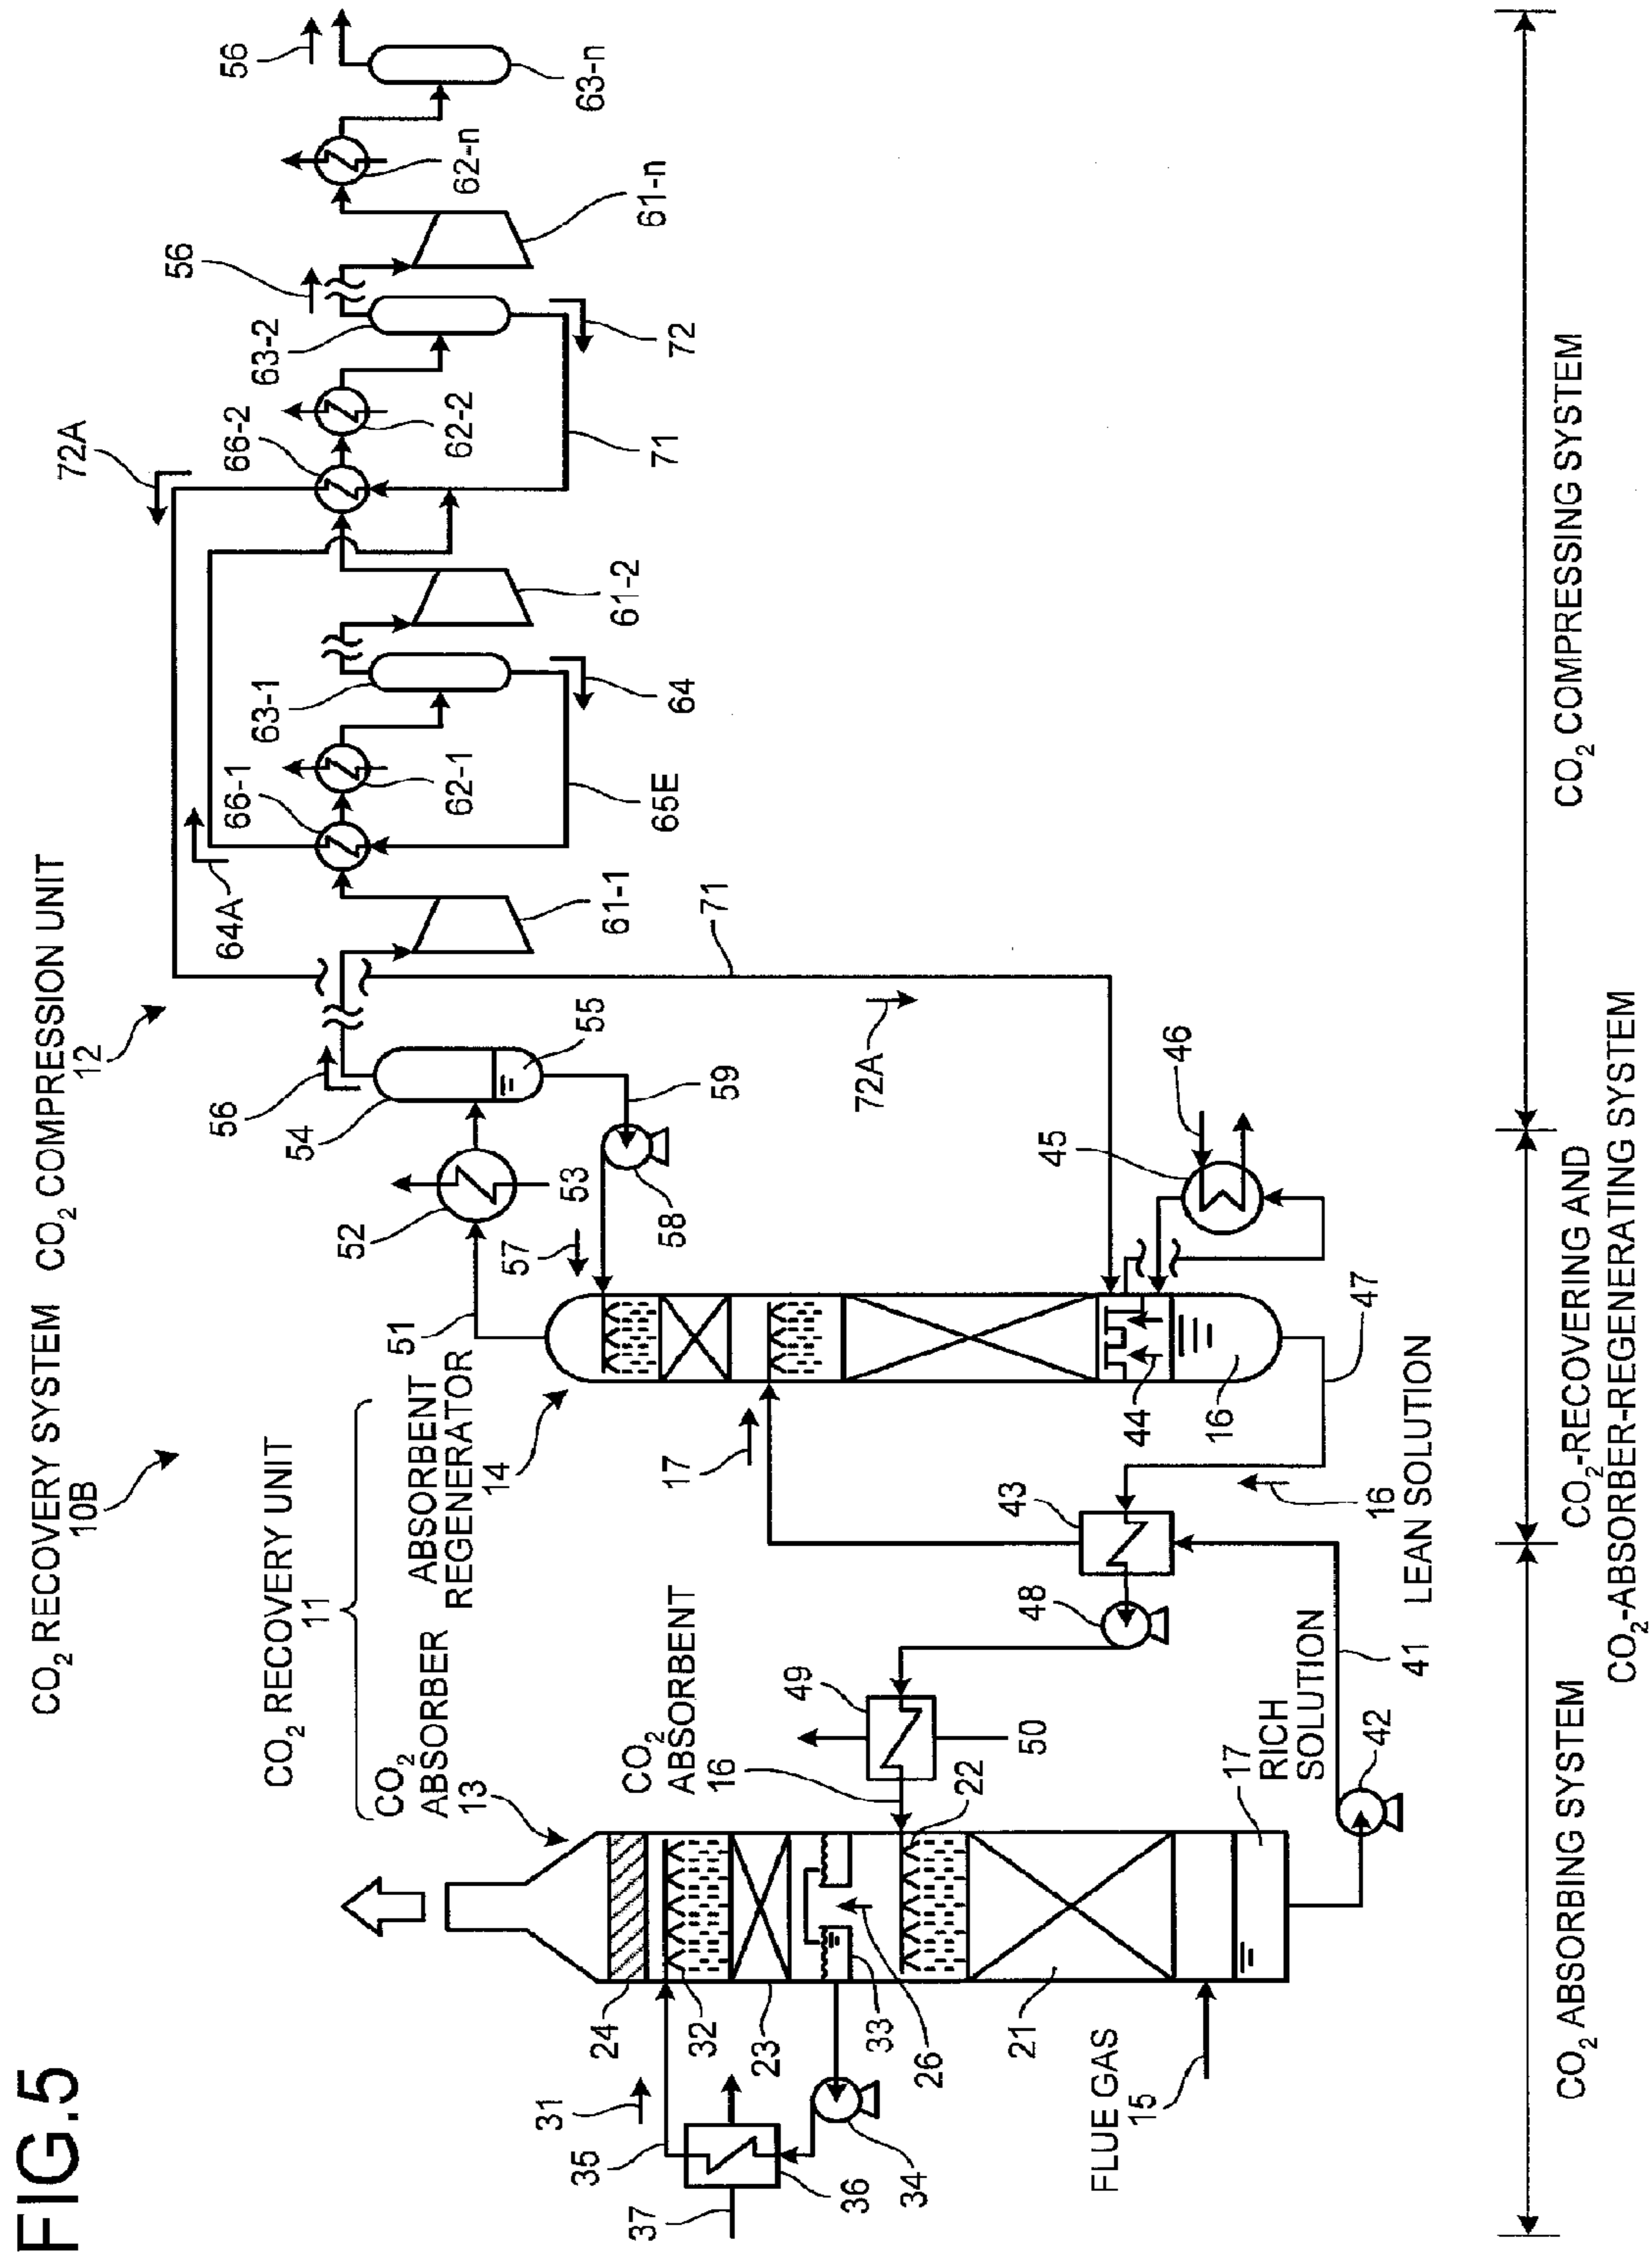 FIG.5
CO2 RECOVERY SYSTEM
10B
CO2 COMPRESSION UNIT
12
CO2 RECOVERY UNIT
11
CO2
ABSORBER
13
ABSORBENT
REGENERATOR
14
CO2
ABSORBENT
16
FLUE GAS
15
RICH
SOLUTION
17
16
LEAN SOLUTION
24
32
23
33
26
21
22
31
35
36
37
34
49
50
48
43
42
41
17
44
16
47
51
52
53
54
55
56
57
58
59
45
46
72A
71
61-1
64A
66-1
62-1
63-1
64
65E
61-2
72A
66-2
62-2
63-2
72
71
56
61-n
62-n
63-n
56
CO2 ABSORBING SYSTEM
CO2-RECOVERING AND
CO2-ABSORBER-REGENERATING SYSTEM
CO2 COMPRESSING SYSTEM